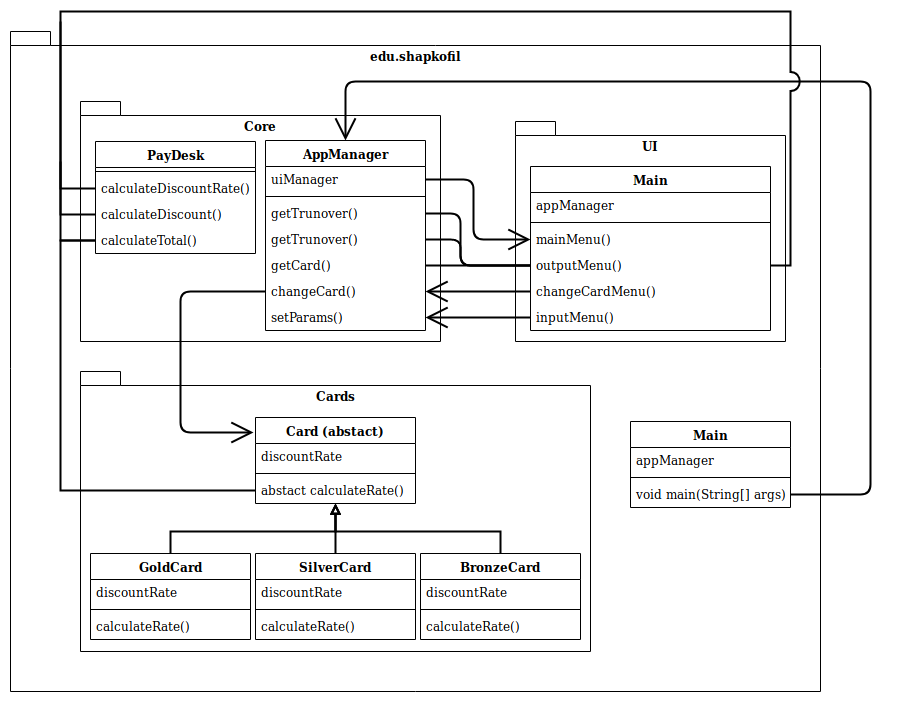 edu.shapkofil
Core
PayDesk
calculateDiscountRate()
calculateDiscount()
calculateTotal()
AppManager
uiManager
getTrunover()
getTrunover()
getCard()
changeCard()
setParams()
UI
Main
appManager
mainMenu()
outputMenu()
changeCardMenu()
inputMenu()
Cards
Card (abstact)
discountRate
abstact calculateRate()
GoldCard
discountRate
calculateRate()
SilverCard
discountRate
calculateRate()
BronzeCard
discountRate
calculateRate()
Main
appManager
void main(String[] args)